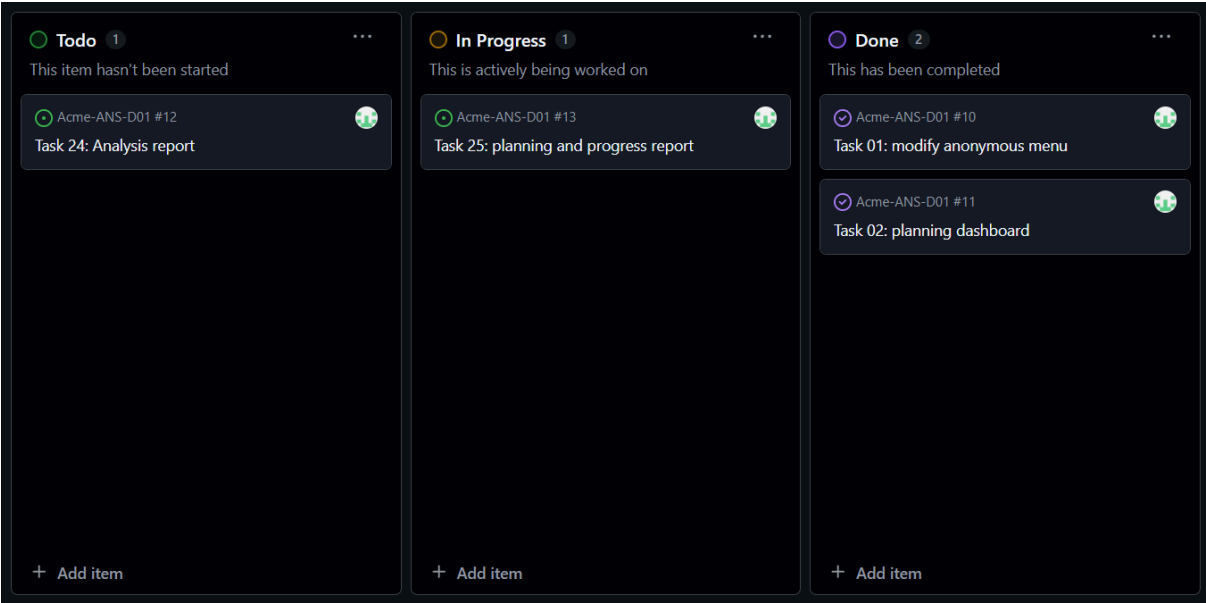 Todo 1
This item hasn't been started
Acme-ANS-D01 #12
Task 24: Analysis report
+ Add item
In Progress 1
This is actively being worked on
Acme-ANS-D01 #13
Task 25: planning and progress report
+ Add item
Done 2
This has been completed
Acme-ANS-D01 #10
Task 01: modify anonymous menu
Acme-ANS-D01 #11
Task 02: planning dashboard
+ Add item